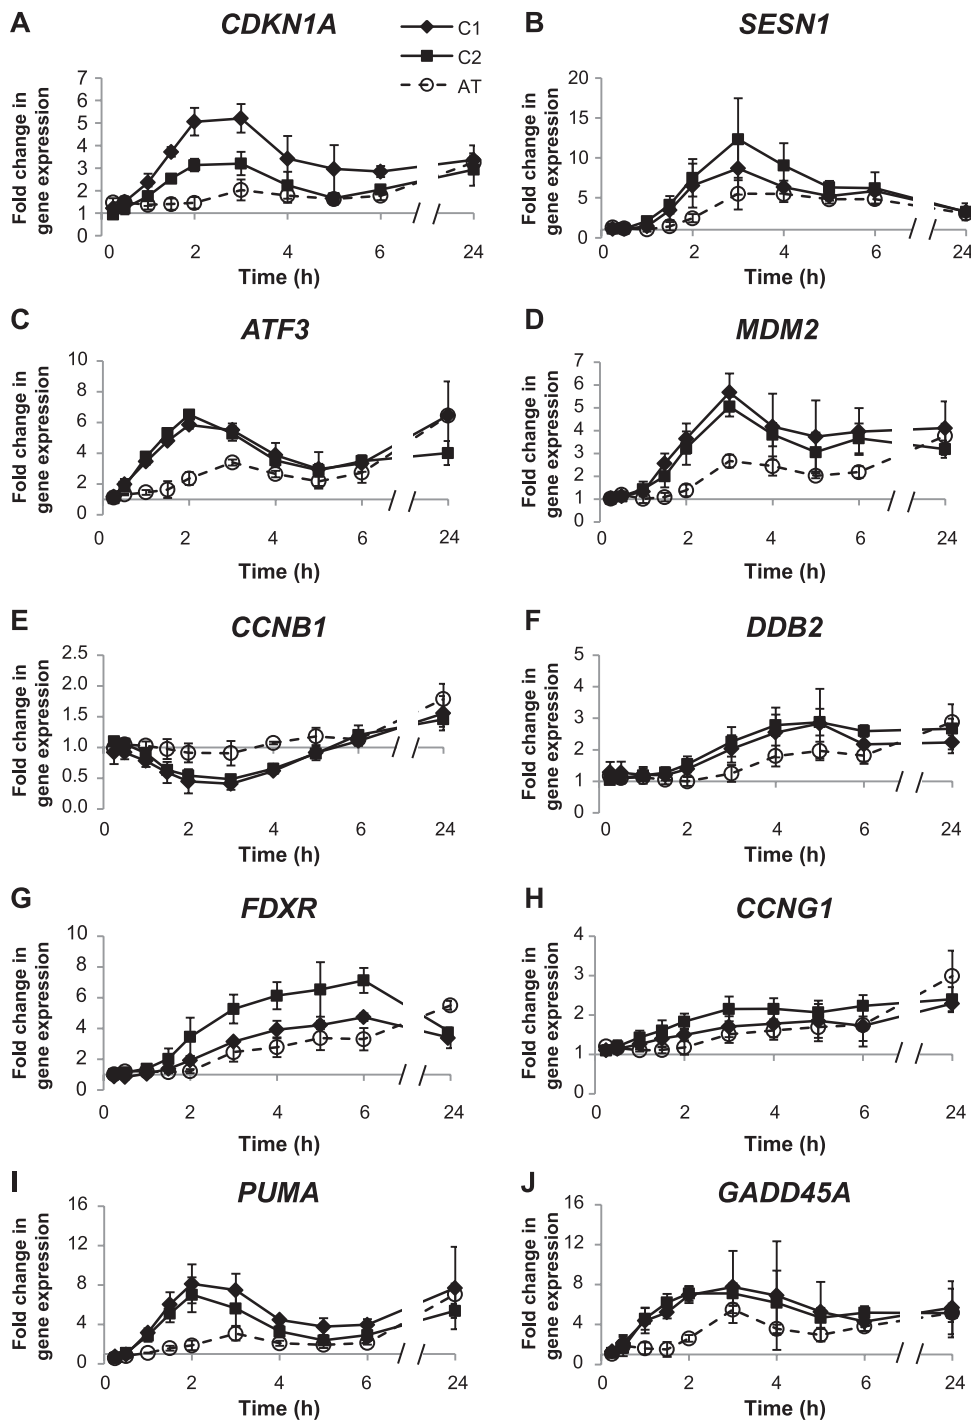 A
CDKN1A
C1
C2
AT
Fold change in
gene expression
7
6
5
4
3
2
1
0
0
2
4
6
24
Time (h)
B
SESN1
Fold change in
gene expression
20
15
10
5
0
0
2
4
6
24
Time (h)
C
ATF3
Fold change in
gene expression
10
8
6
4
2
0
0
2
4
6
24
Time (h)
D
MDM2
Fold change in
gene expression
7
6
5
4
3
2
1
0
0
2
4
6
24
Time (h)
E
CCNB1
Fold change in
gene expression
2.5
2.0
1.5
1.0
0.5
0.0
0
2
4
6
24
Time (h)
F
DDB2
Fold change in
gene expression
5
4
3
2
1
0
0
2
4
6
24
Time (h)
G
FDXR
Fold change in
gene expression
10
8
6
4
2
0
0
2
4
6
24
Time (h)
H
CCNG1
Fold change in
gene expression
4
3
2
1
0
0
2
4
6
24
Time (h)
I
PUMA
Fold change in
gene expression
16
12
8
4
0
0
2
4
6
24
Time (h)
J
GADD45A
Fold change in
gene expression
16
12
8
4
0
0
2
4
6
24
Time (h)